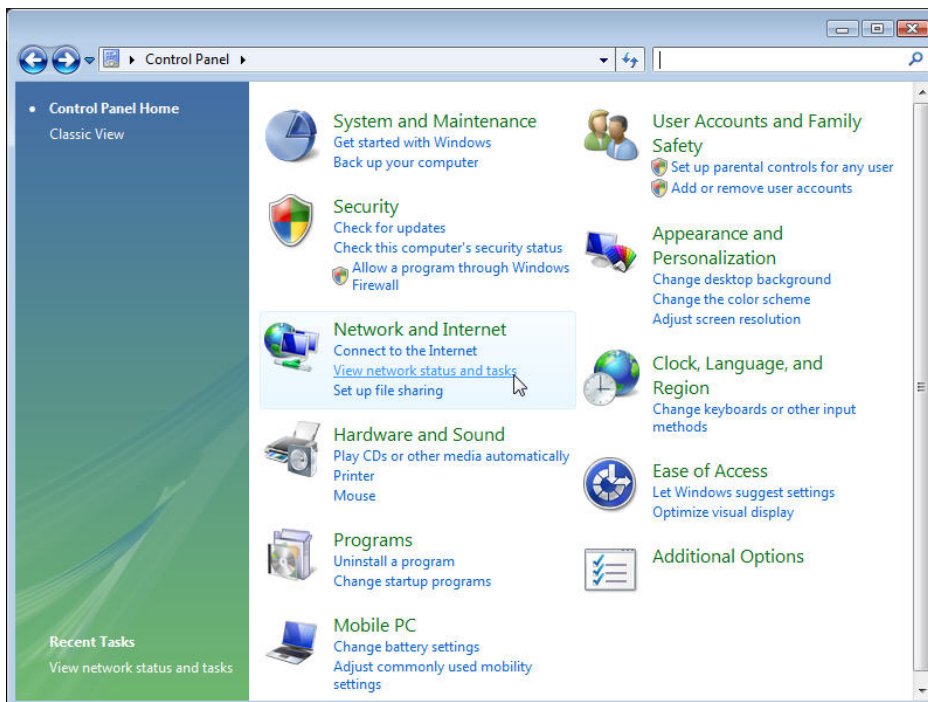 Control Panel
Control Panel Home
Classic View
Recent Tasks
View network status and tasks
System and Maintenance
Get started with Windows
Back up your computer
Security
Check for updates
Check this computer's security status
Allow a program through Windows
Firewall
Network and Internet
Connect to the Internet
View network status and tasks
Set up file sharing
Hardware and Sound
Play CDs or other media automatically
Printer
Mouse
Programs
Uninstall a program
Change startup programs
Mobile PC
Change battery settings
Adjust commonly used mobility
settings
User Accounts and Family
Safety
Set up parental controls for any user
Add or remove user accounts
Appearance and
Personalization
Change desktop background
Change the color scheme
Adjust screen resolution
Clock, Language, and
Region
Change keyboards or other input
methods
Ease of Access
Let Windows suggest settings
Optimize visual display
Additional Options